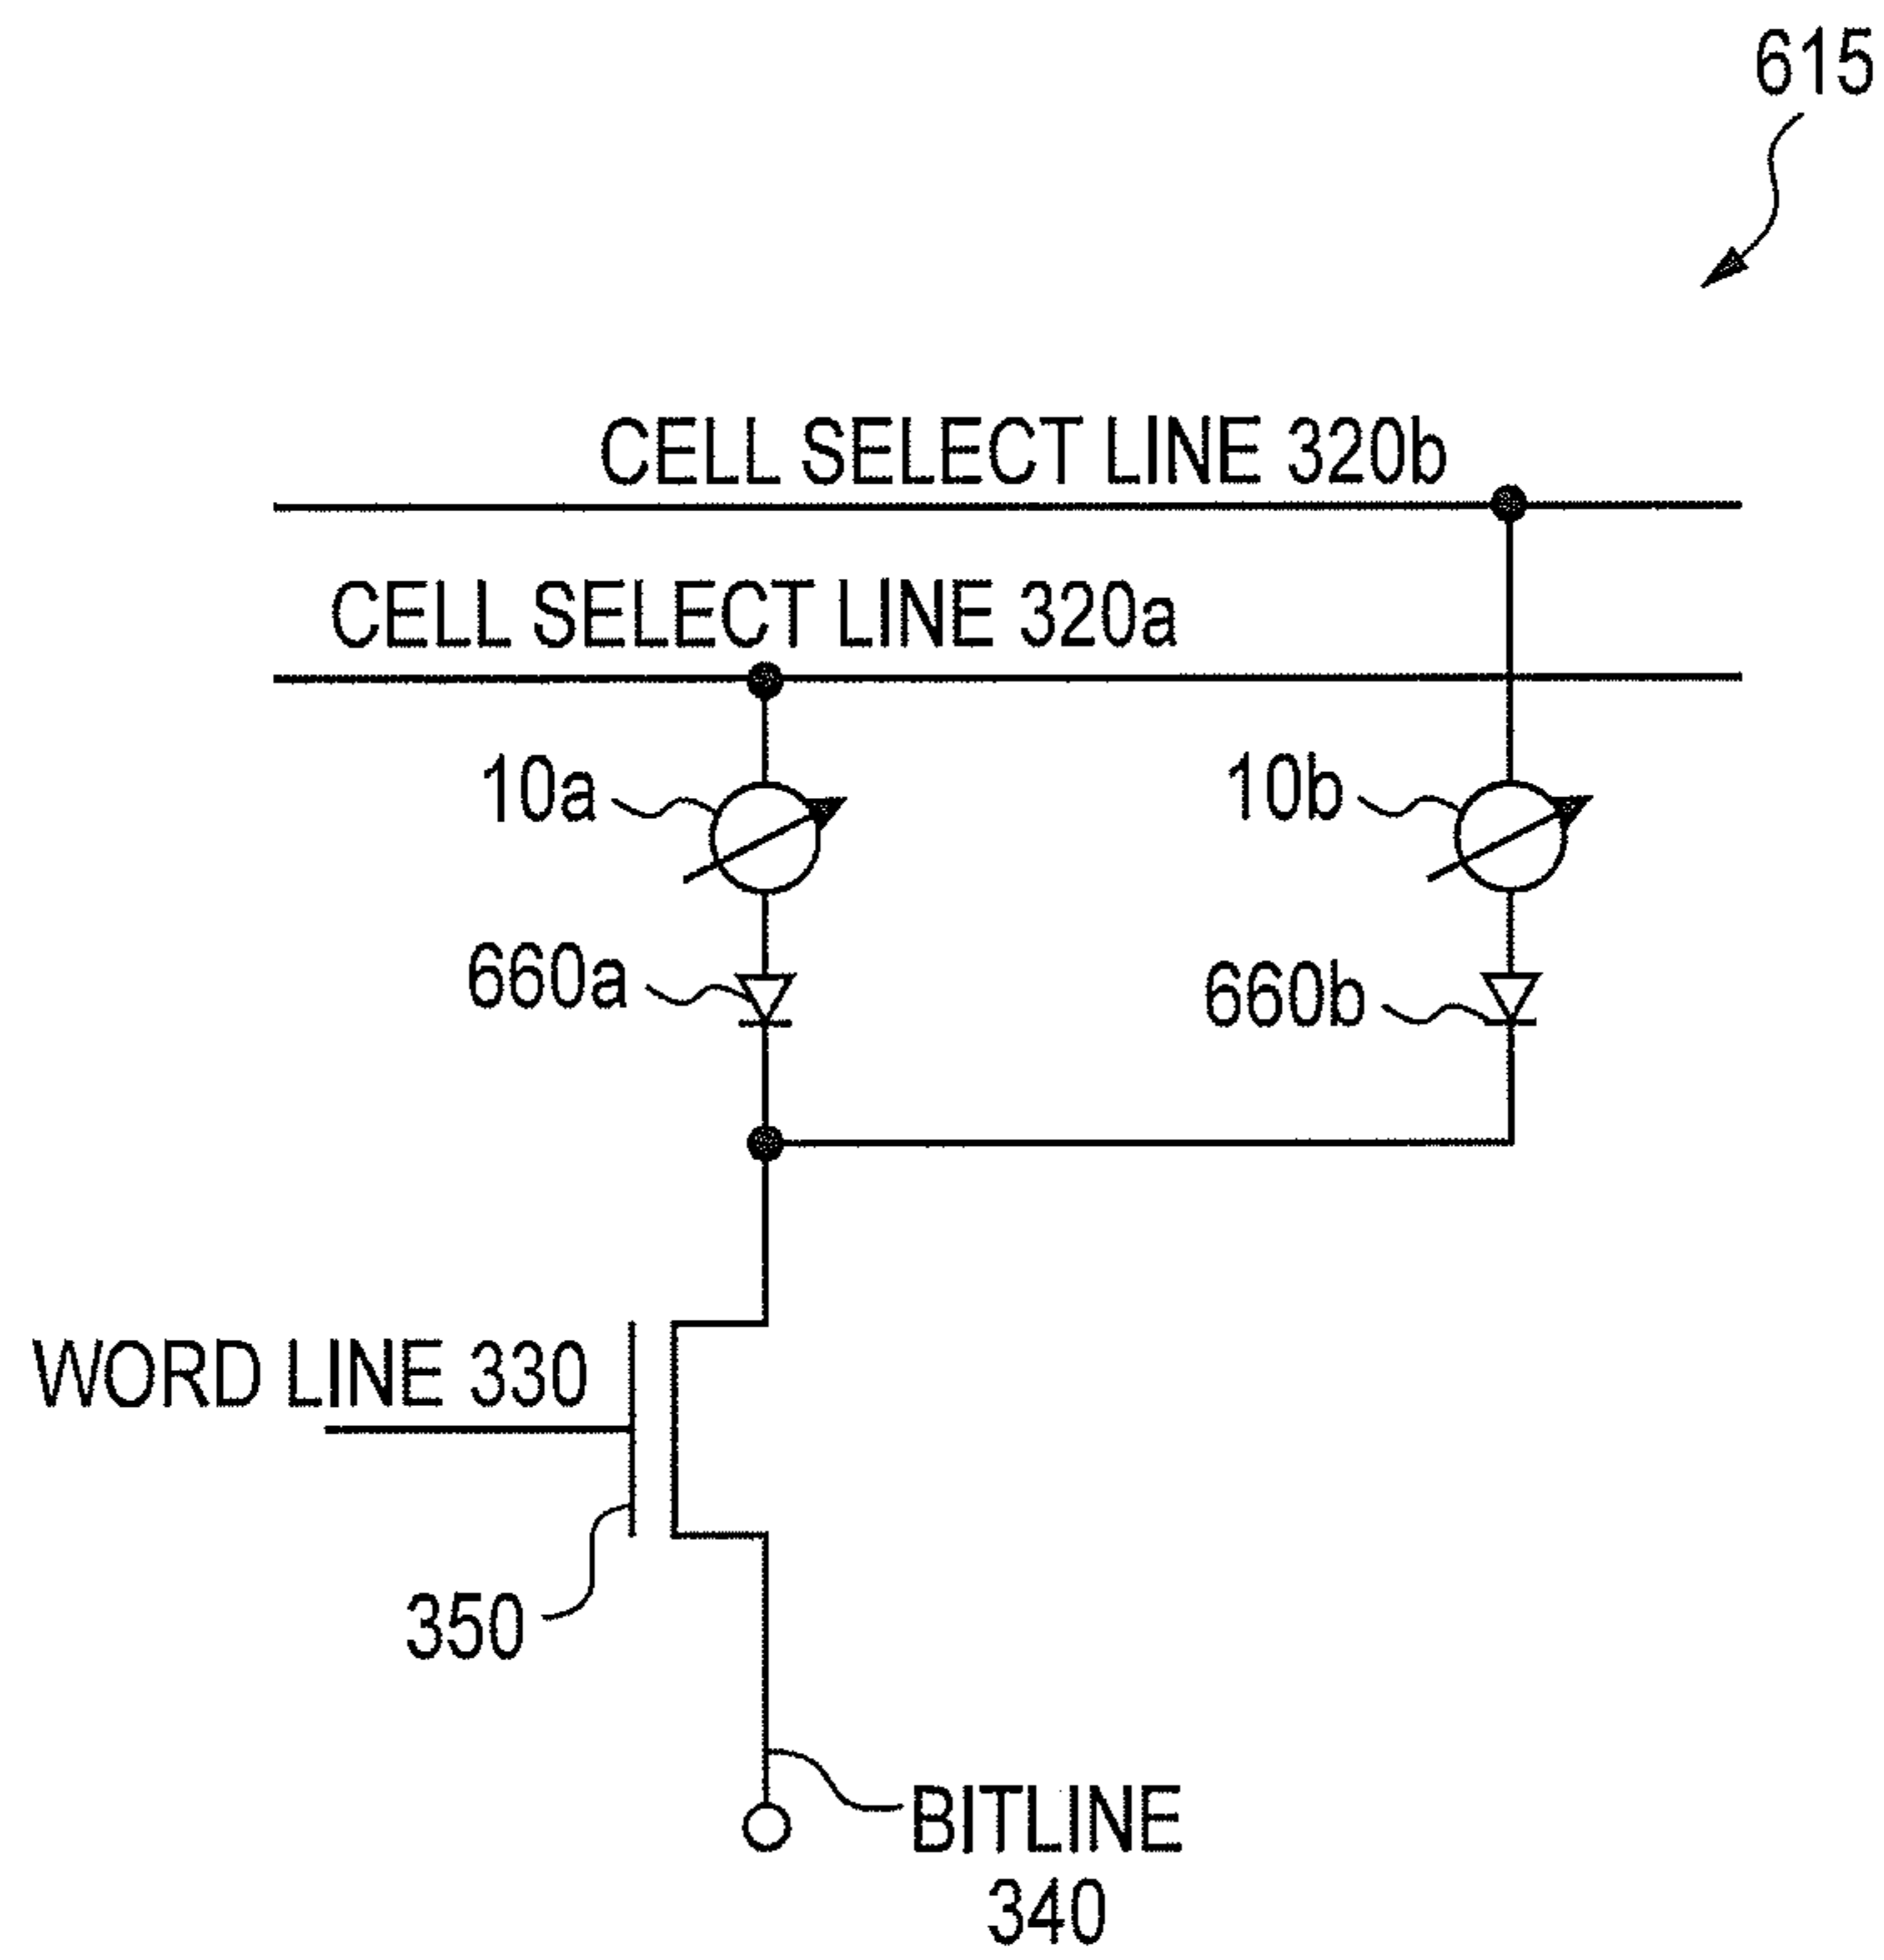 615
CELL SELECT LINE 320b
CELL SELECT LINE 320a
10a
10b
660a
660b
WORD LINE 330
350
BITLINE
340